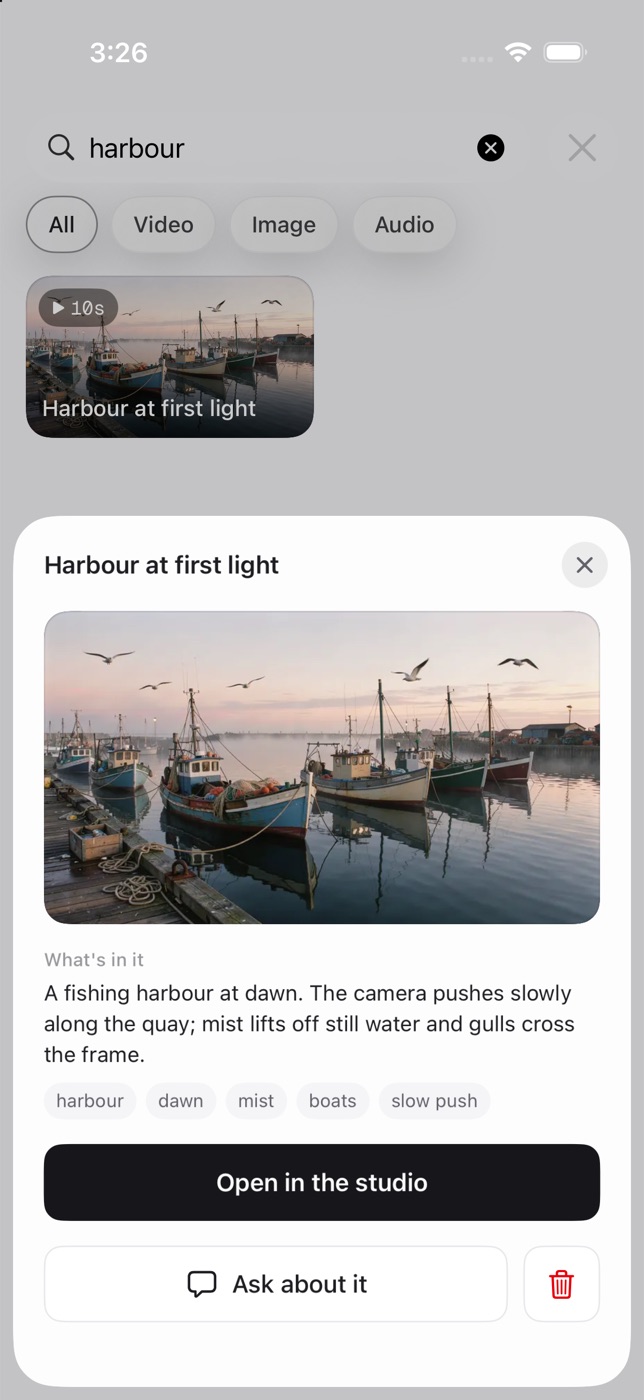 3:26
harbour
All Video Image Audio
10s
Harbour at first light
Harbour at first light
What's in it
A fishing harbour at dawn. The camera pushes slowly
along the quay; mist lifts off still water and gulls cross
the frame.
harbour dawn mist boats slow push
Open in the studio
Ask about it